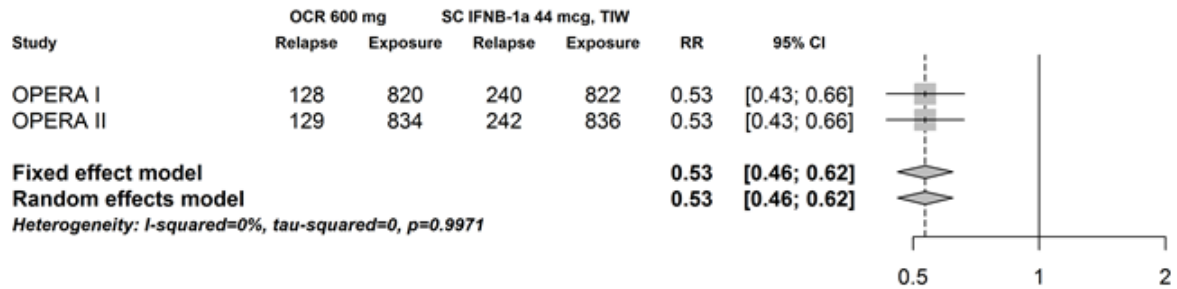 OCR 600 mg SC IFNB-1a 44 mcg, TIW
Study Relapse Exposure Relapse Exposure RR 95% CI
OPERA I 128 820 240 822 0.53 [0.43; 0.66]
OPERA II 129 834 242 836 0.53 [0.43; 0.66]
Fixed effect model 0.53 [0.46; 0.62]
Random effects model 0.53 [0.46; 0.62]
Heterogeneity: I-squared=0%, tau-squared=0, p=0.9971
0.5 1 2